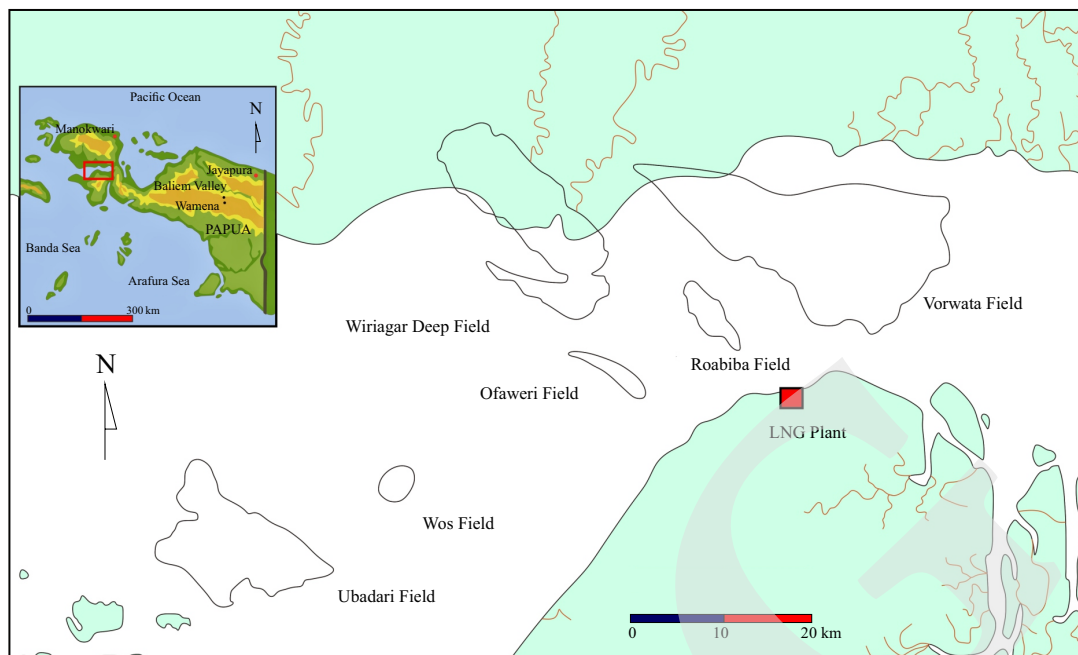 Pacific Ocean
N
Manokwari
Jayapura
Baliem Valley
Wamena
PAPUA
Banda Sea
Arafura Sea
0 300 km
Vorwata Field
Wiriagar Deep Field
N
Roabiba Field
Ofaweri Field
LNG Plant
Wos Field
Ubadari Field
0 10 20 km